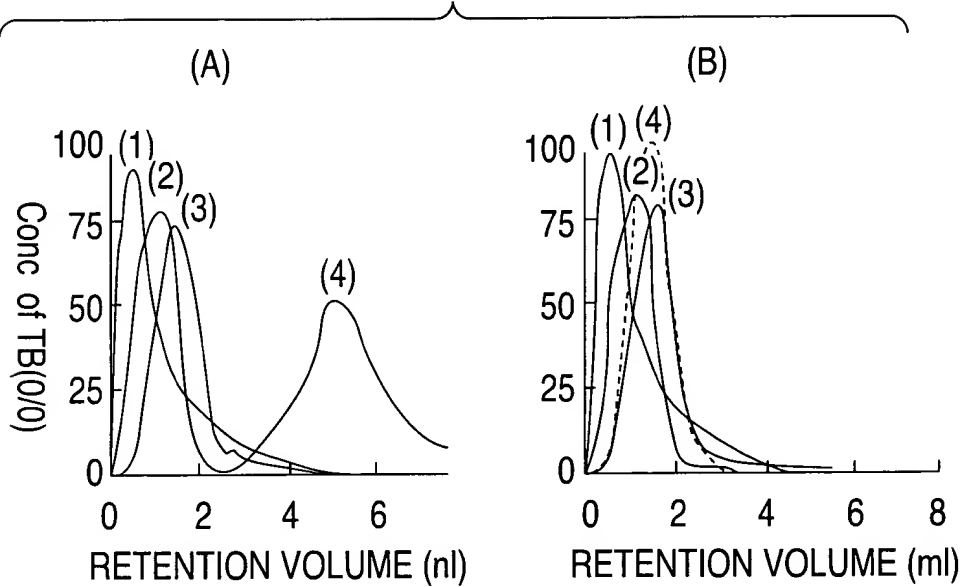 (A)
100
75
50
25
0
Conc of TB(0/0)
(1)
(2)
(3)
(4)
0 2 4 6
RETENTION VOLUME (nl)
(B)
100
75
50
25
0
(1)
(4)
(2)
(3)
0 2 4 6 8
RETENTION VOLUME (ml)